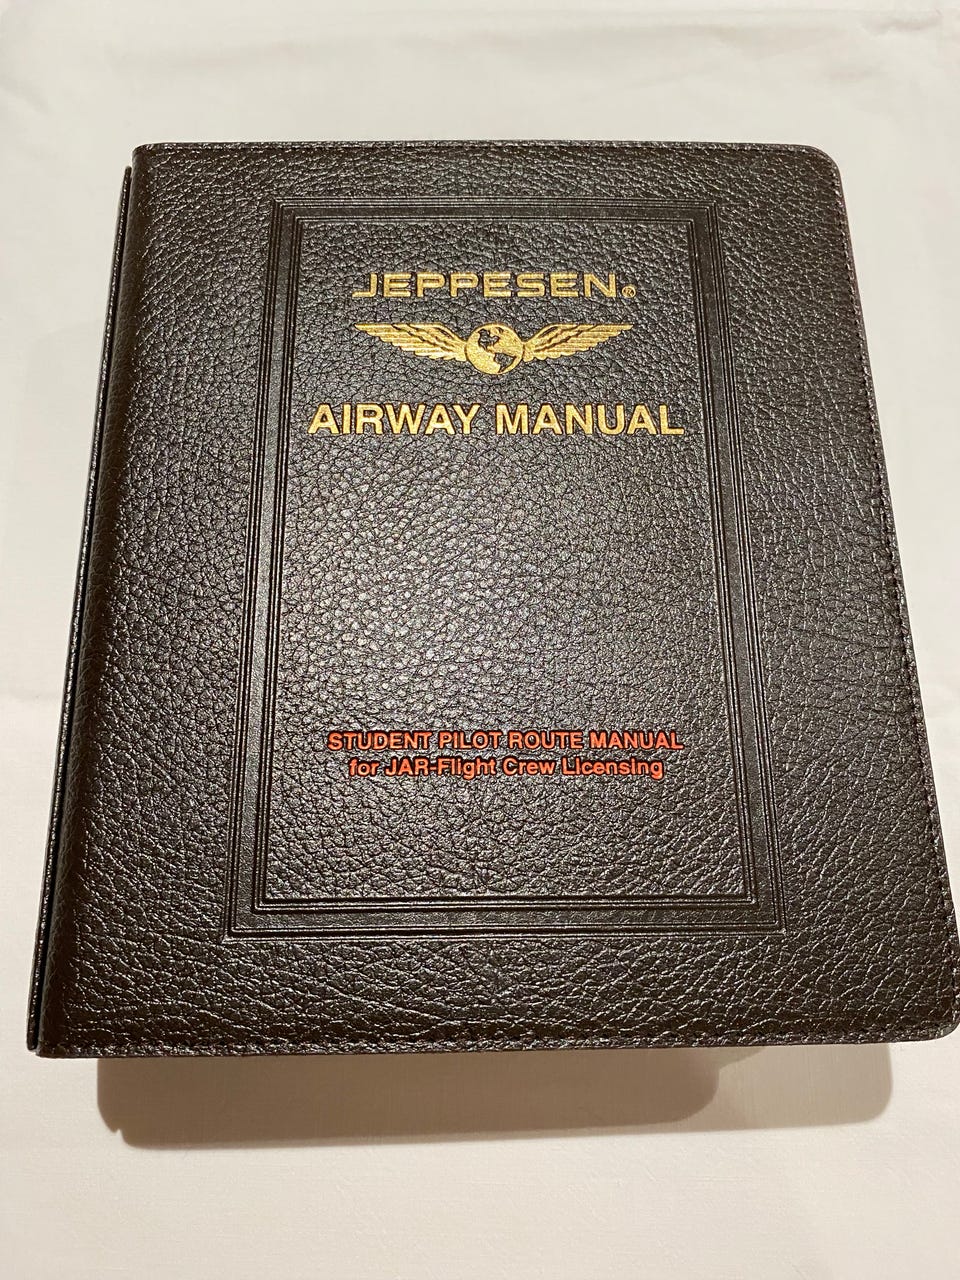 JEPPESEN®
AIRWAY MANUAL
STUDENT PILOT ROUTE MANUAL
for JAR-Flight Crew Licensing